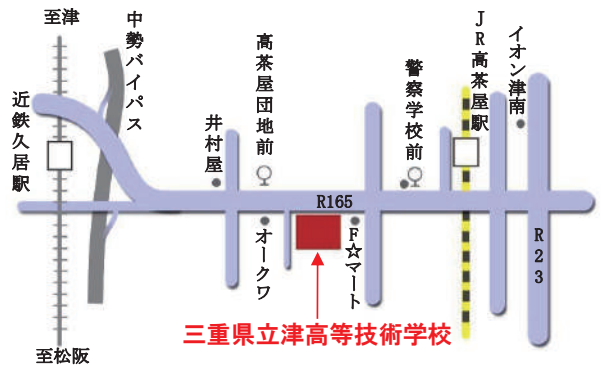 至津
中勢バイパス
近鉄久居駅
至松阪
井村屋
高茶屋団地前
オークワ
R165
F☆マート
警察学校前
JR高茶屋駅
イオン津南
R23
三重県立津高等技術学校